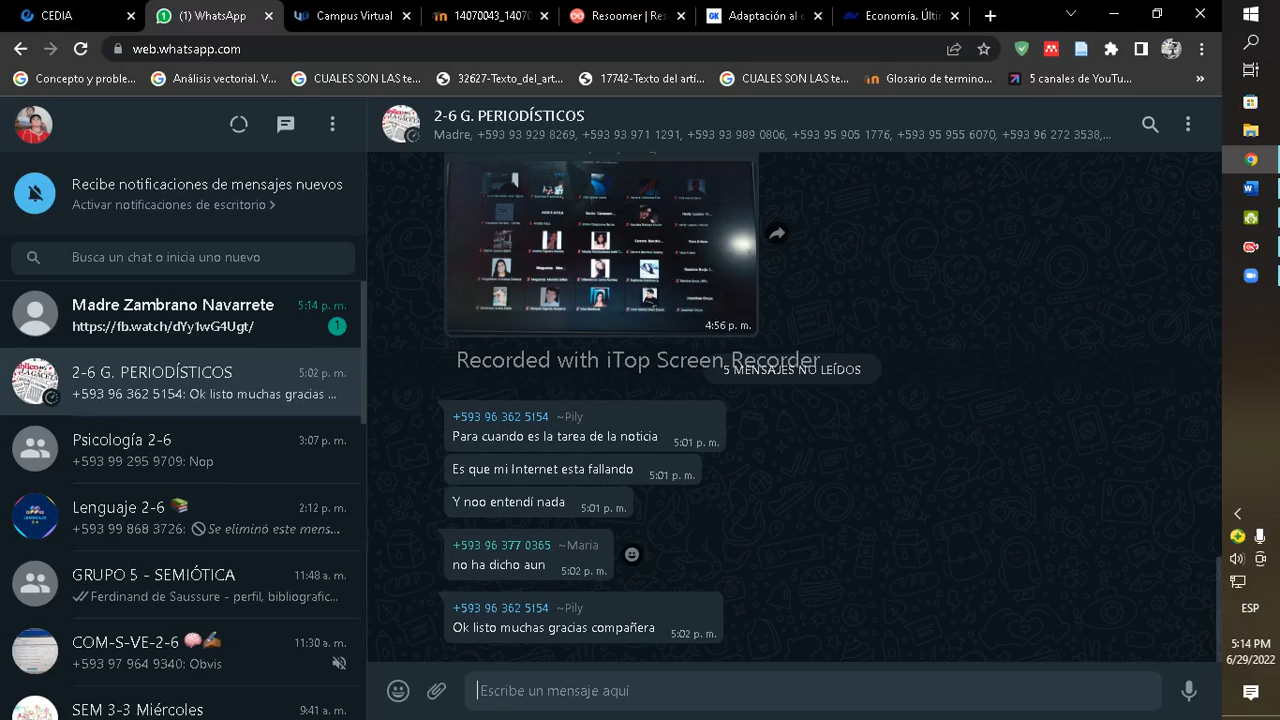 CEDIA
(1) WhatsApp
Campus Virtual
14070043_1407
Resoomer | Res
Adaptación al c
Economía. Últir
web.whatsapp.com
Concepto y proble...
Análisis vectorial. V...
CUALES SON LAS te...
32627-Texto_del_art...
17742-Texto del artí...
CUALES SON LAS te...
Glosario de termino...
5 canales de YouTu...
Recibe notificaciones de mensajes nuevos
Activar notificaciones de escritorio
Busca un chat o inicia uno nuevo
Madre Zambrano Navarrete
5:14 p. m.
https://fb.watch/dYy1wG4Ugt/
1
2-6 G. PERIODÍSTICOS
5:02 p. m.
+593 96 362 5154: Ok listo muchas gracias ...
Psicología 2-6
3:07 p. m.
+593 99 295 9709: Nop
Lenguaje 2-6
2:12 p. m.
+593 99 868 3726: Se eliminó este mens...
GRUPO 5 - SEMIÓTICA
11:48 a. m.
Ferdinand de Saussure - perfil, bibliografic...
COM-S-VE-2-6
11:30 a. m.
+593 97 964 9340: Obvis
SEM 3-3 Miércoles
9:41 a. m.
2-6 G. PERIODÍSTICOS
Madre, +593 93 929 0269, +593 93 971 1291, +593 93 989 0806, +593 95 905 1776, +593 95 955 6070, +593 96 272 3538,...
4:56 p. m.
Recorded with iTop Screen Recorder
5 MENSAJES NO LEÍDOS
+593 96 362 5154 ~Pily
Para cuando es la tarea de la noticia
5:01 p. m.
Es que mi Internet esta fallando
5:01 p. m.
Y noo entendí nada
5:01 p. m.
+593 96 377 0365 ~Maria
no ha dicho aun
5:02 p. m.
+593 96 362 5154 ~Pily
Ok listo muchas gracias compañera
5:02 p. m.
Escribe un mensaje aquí
ESP
5:14 PM
6/29/2022